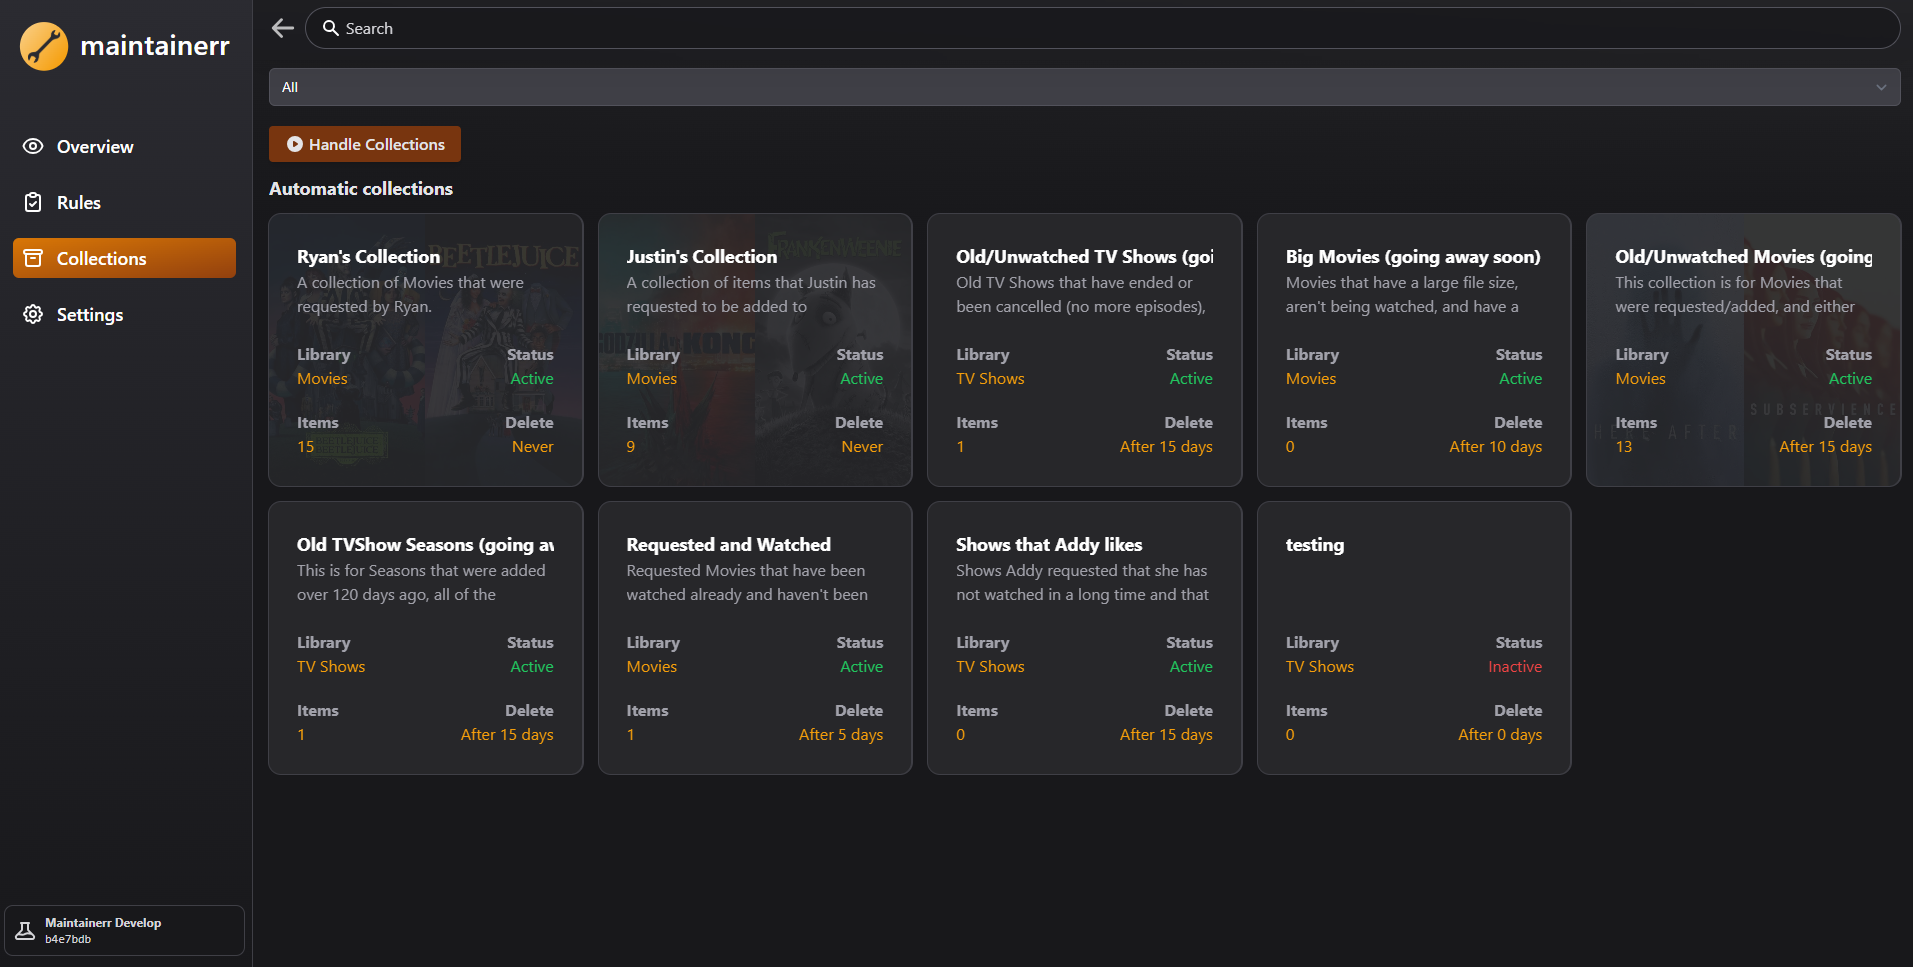 maintainerr
Search
All
Overview
Rules
Collections
Settings
Handle Collections
Automatic collections
Ryan's Collection
A collection of Movies that were
requested by Ryan.
Library Status
Movies Active
Items Delete
15 Never
BEETLEJUICE
Justin's Collection
A collection of items that Justin has
requested to be added to
Library Status
Movies Active
Items Delete
9 Never
FRANKENWEENIE
GODZILLA KONG
Old/Unwatched TV Shows (goi
Old TV Shows that have ended or
been cancelled (no more episodes),
Library Status
TV Shows Active
Items Delete
1 After 15 days
Big Movies (going away soon)
Movies that have a large file size,
aren't being watched, and have a
Library Status
Movies Active
Items Delete
0 After 10 days
Old/Unwatched Movies (going
This collection is for Movies that
were requested/added, and either
Library Status
Movies Active
SUBSERVIENCE
Items Delete
HERE AFTER
13 After 15 days
Old TVShow Seasons (going av
This is for Seasons that were added
over 120 days ago, all of the
Library Status
TV Shows Active
Items Delete
1 After 15 days
Requested and Watched
Requested Movies that have been
watched already and haven't been
Library Status
Movies Active
Items Delete
1 After 5 days
Shows that Addy likes
Shows Addy requested that she has
not watched in a long time and that
Library Status
TV Shows Active
Items Delete
0 After 15 days
testing
Library Status
TV Shows Inactive
Items Delete
0 After 0 days
Maintainerr Develop
b4e7bdb